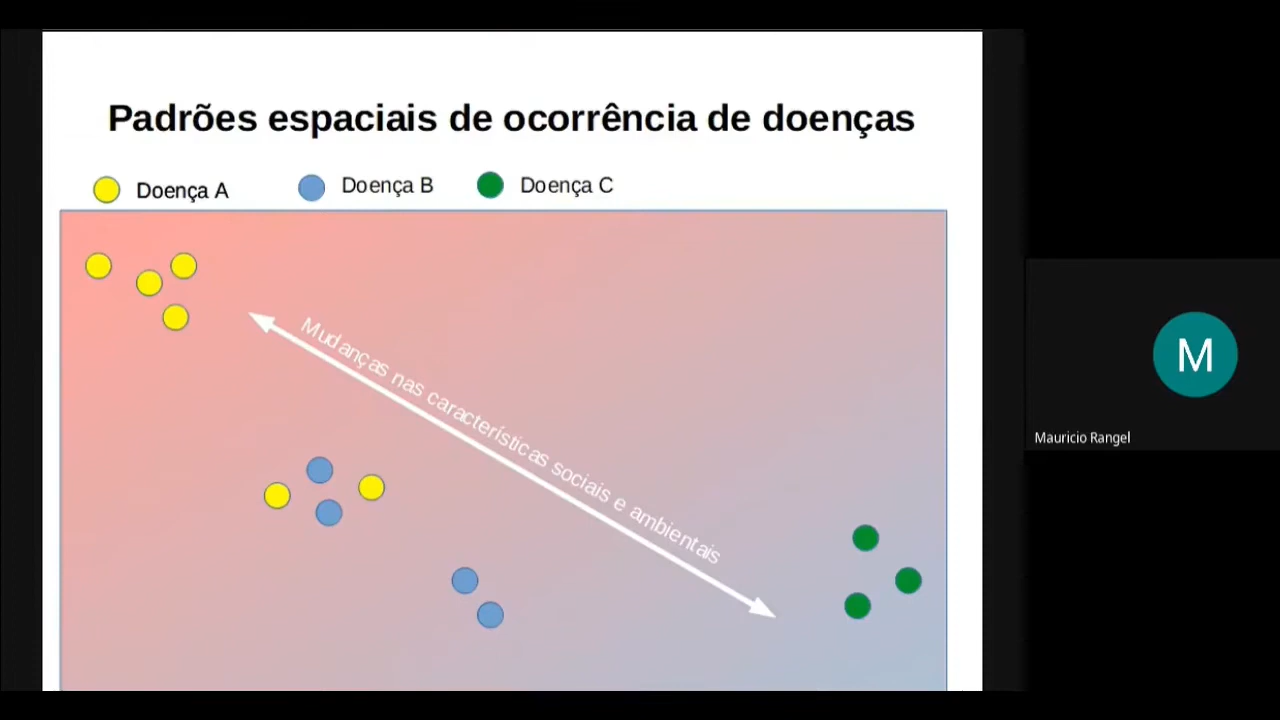 Padrões espaciais de ocorrência de doenças
Doença A
Doença B
Doença C
Mudanças nas características sociais e ambientais
M
Mauricio Rangel